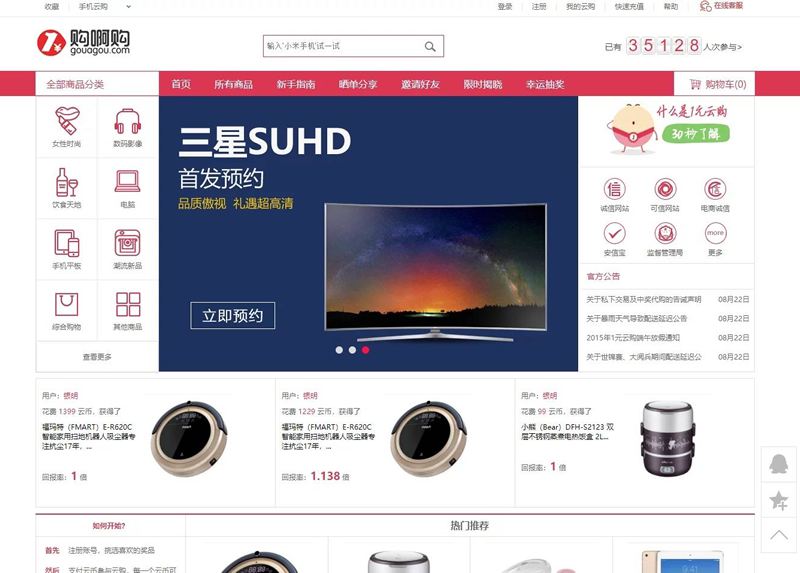 收藏 手机云购
登录 注册 我的云购 快速充值 帮助 在线客服
1元 购啊购
gouagou.com
输入'小米手机'试一试
已有 35128 人次参与>
全部商品分类 首页 所有商品 新手指南 晒单分享 邀请好友 限时揭晓 幸运抽奖 购物车(0)
女性时尚 数码影像
饮食天地 电脑
手机平板 潮流新品
综合购物 其他商品
查看更多
三星SUHD
首发预约
品质傲视 礼遇超高清
立即预约
什么是1元云购
30秒了解
诚信网站 可信网站 电商诚信
more
安信宝 监督管理局 更多
官方公告
关于私下交易及中奖代购的告诫声明 08月22日
关于暴雨天气导致配送延迟公告 08月22日
2015年1元云购端午放假通知 08月22日
关于世锦赛、大阅兵期间配送延迟公 08月22日
用户：银明
花费 1399 云币，获得了
福玛特（FMART）E-R620C
智能家用扫地机器人吸尘器专
注抗尘17年，...
回报率：1 倍
用户：银明
花费 1229 云币，获得了
福玛特（FMART）E-R620C
智能家用扫地机器人吸尘器专
注抗尘17年，...
回报率：1.138 倍
用户：银明
花费 99 云币，获得了
小熊（Bear）DFH-S2123 双
层不锈钢蒸煮电热饭盒 2L...
回报率：1 倍
如何开始? 热门推荐
首先 注册账号，挑选喜欢的奖品
然后 支付云币参与云购，每一个云币可